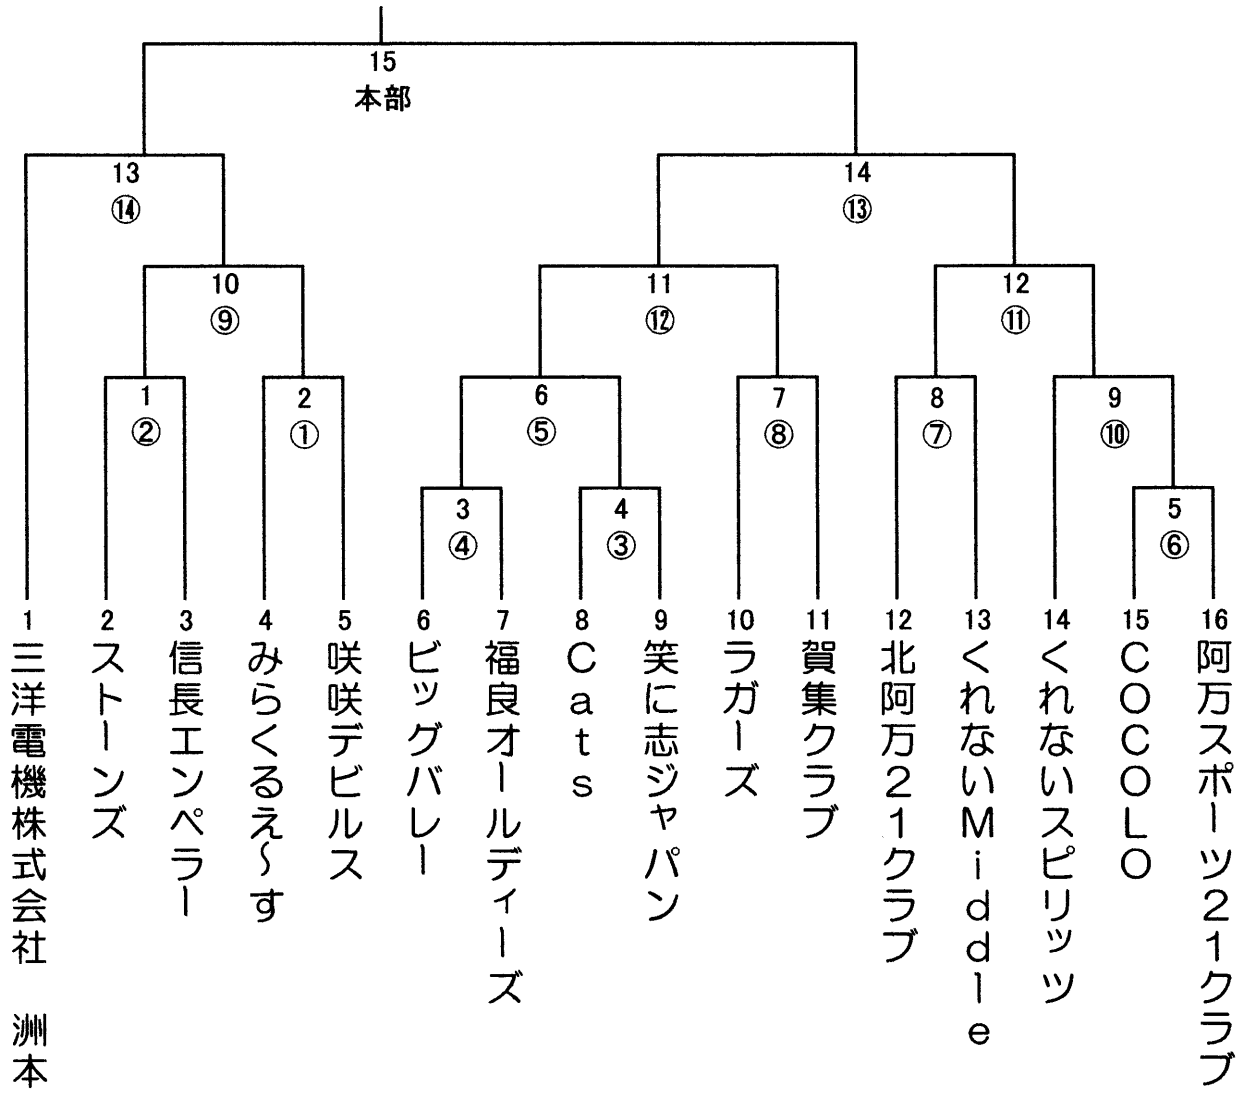 15
本部
13
⑭
14
⑬
10
⑨
11
⑫
12
⑪
1
②
2
①
6
⑤
7
⑧
8
⑦
9
⑩
3
④
4
③
5
⑥
1
三洋電機株式会社 洲本
2
ストーンズ
3
信長エンペラー
4
みらくるえ～す
5
咲咲デビルス
6
ビッグバレー
7
福良オールディーズ
8
Cats
9
笑に志ジャパン
10
ラガーズ
11
賀集クラブ
12
北阿万21クラブ
13
くれないMiddle
14
くれないスピリッツ
15
COCOLO
16
阿万スポーツ21クラブ